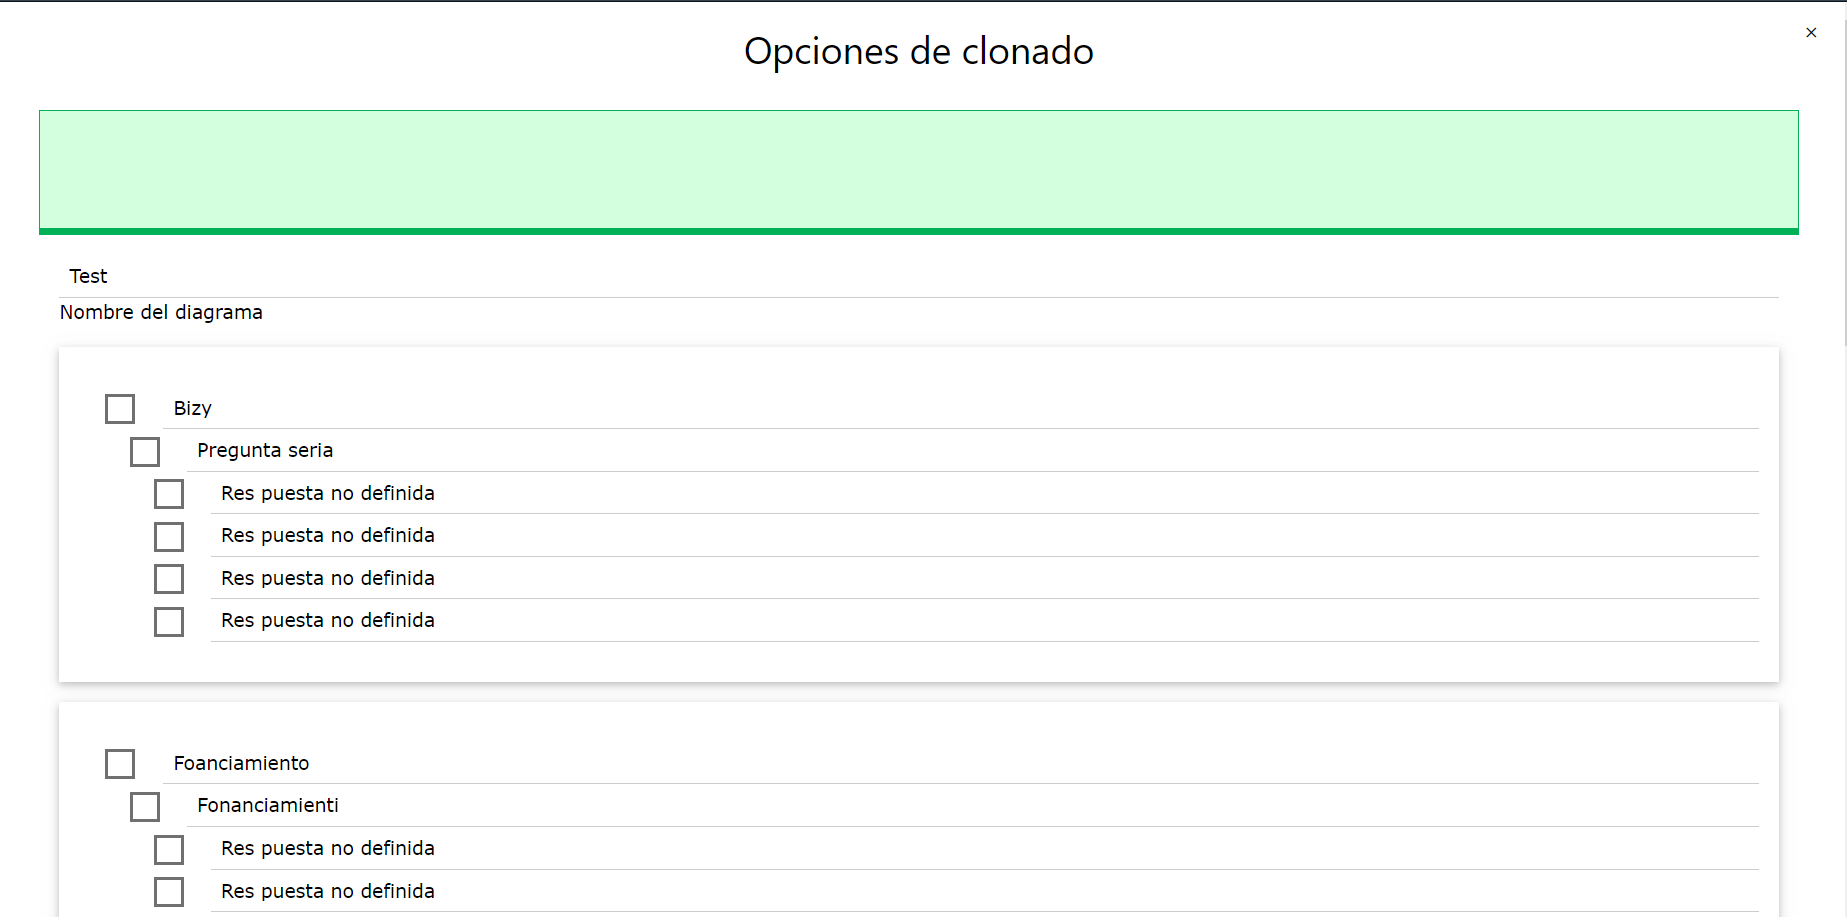 Opciones de clonado
×
Test
Nombre del diagrama
Bizy
Pregunta seria
Res puesta no definida
Res puesta no definida
Res puesta no definida
Res puesta no definida
Foanciamiento
Fonanciamienti
Res puesta no definida
Res puesta no definida